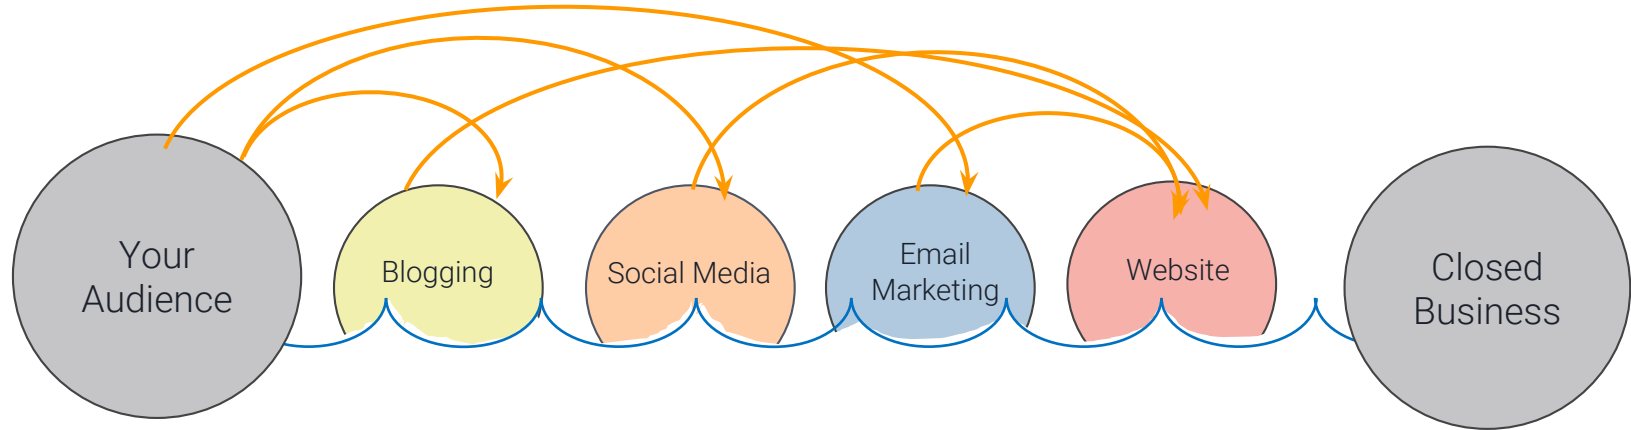 Your
Audience
Blogging
Social Media
Email
Marketing
Website
Closed
Business